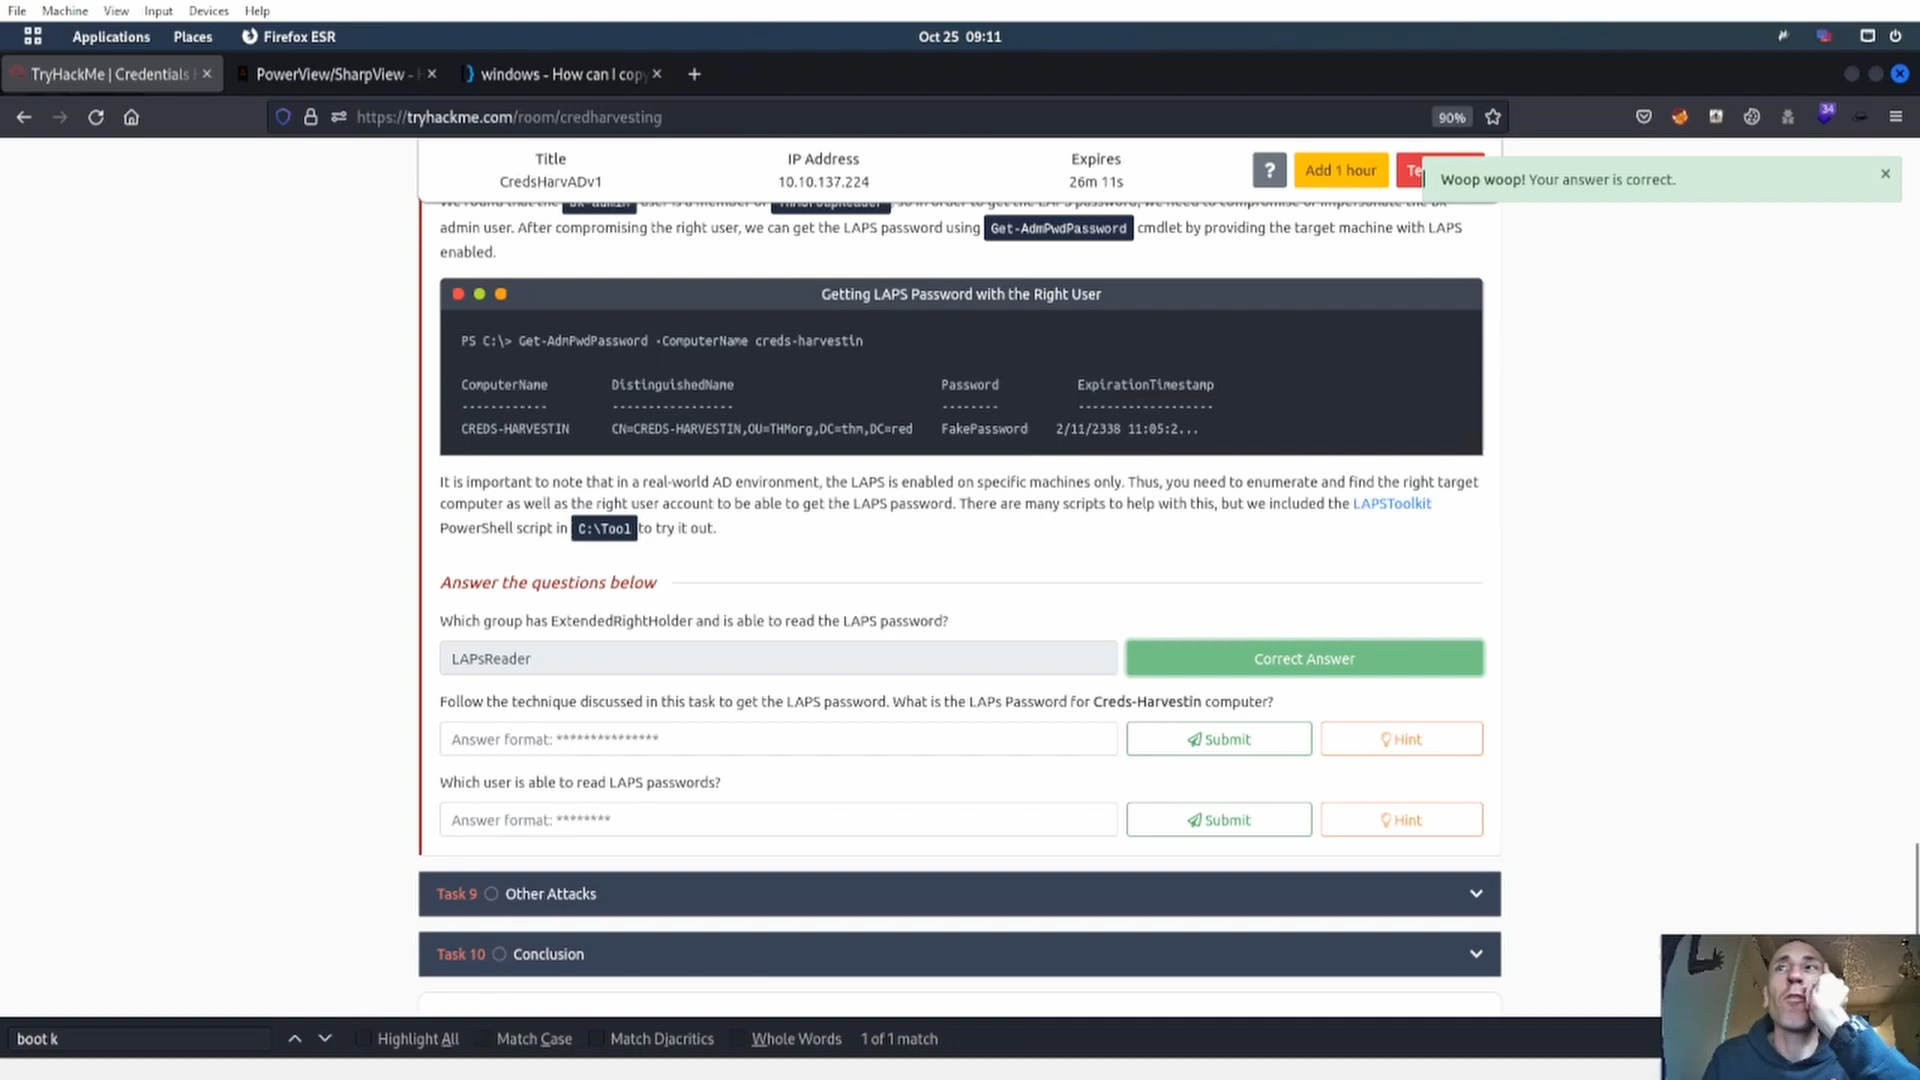 File Machine View Input Devices Help
Applications Places Firefox ESR Oct 25 09:11
TryHackMe | Credentials PowerView/SharpView - windows - How can I copy
https://tryhackme.com/room/credharvesting 90% 34
Title IP Address Expires
CredsHarvADv1 10.10.137.224 26m 11s
? Add 1 hour Te
Woop woop! Your answer is correct.
admin user. After compromising the right user, we can get the LAPS password using Get-AdmPwdPassword cmdlet by providing the target machine with LAPS
enabled.
Getting LAPS Password with the Right User
PS C:\> Get-AdmPwdPassword -ComputerName creds-harvestin
ComputerName DistinguishedName Password ExpirationTimestamp
------------ ----------------- -------- -------------------
CREDS-HARVESTIN CN=CREDS-HARVESTIN,OU=THMorg,DC=thm,DC=red FakePassword 2/11/2338 11:05:2...
It is important to note that in a real-world AD environment, the LAPS is enabled on specific machines only. Thus, you need to enumerate and find the right target
computer as well as the right user account to be able to get the LAPS password. There are many scripts to help with this, but we included the LAPSToolkit
PowerShell script in C:\Tool to try it out.
Answer the questions below
Which group has ExtendedRightHolder and is able to read the LAPS password?
LAPsReader Correct Answer
Follow the technique discussed in this task to get the LAPS password. What is the LAPs Password for Creds-Harvestin computer?
Answer format: *************** Submit Hint
Which user is able to read LAPS passwords?
Answer format: ******** Submit Hint
Task 9 Other Attacks
Task 10 Conclusion
boot k Highlight All Match Case Match Diacritics Whole Words 1 of 1 match